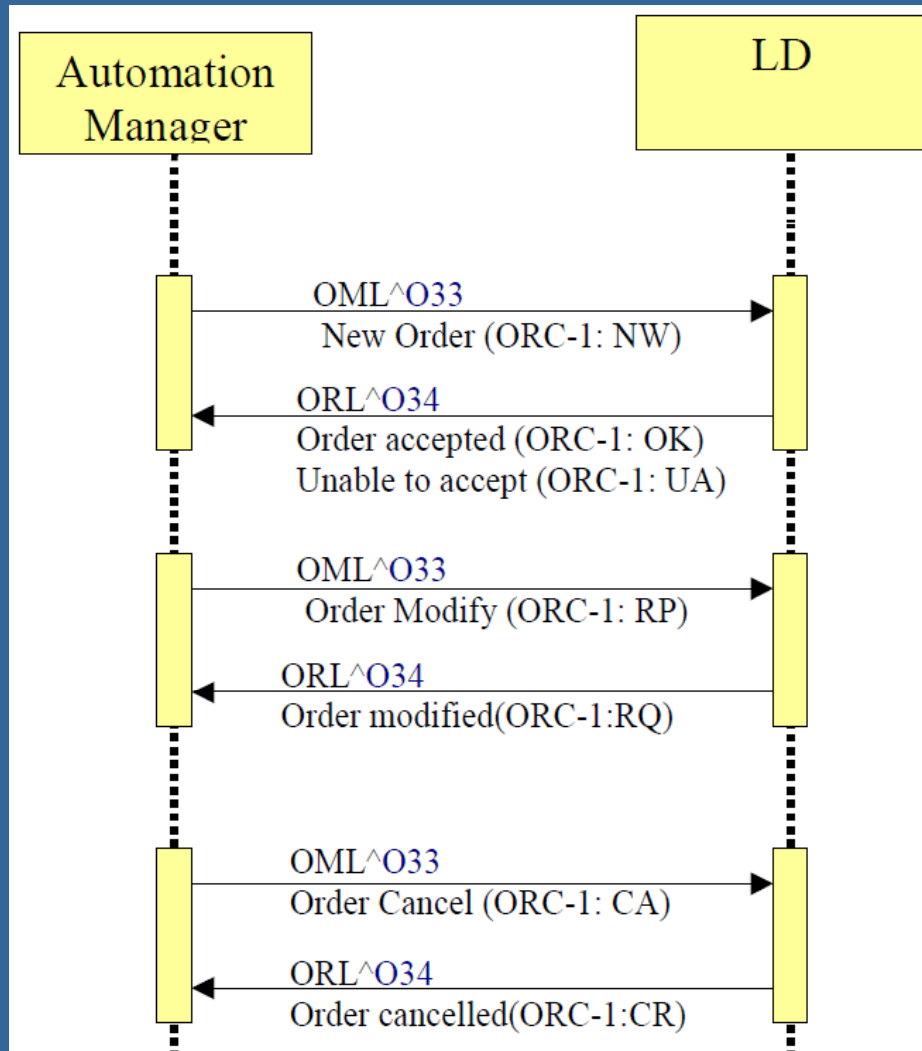 Automation
Manager
LD
OML^O33
New Order (ORC-1: NW)
ORL^O34
Order accepted (ORC-1: OK)
Unable to accept (ORC-1: UA)
OML^O33
Order Modify (ORC-1: RP)
ORL^O34
Order modified(ORC-1:RQ)
OML^O33
Order Cancel (ORC-1: CA)
ORL^O34
Order cancelled(ORC-1:CR)